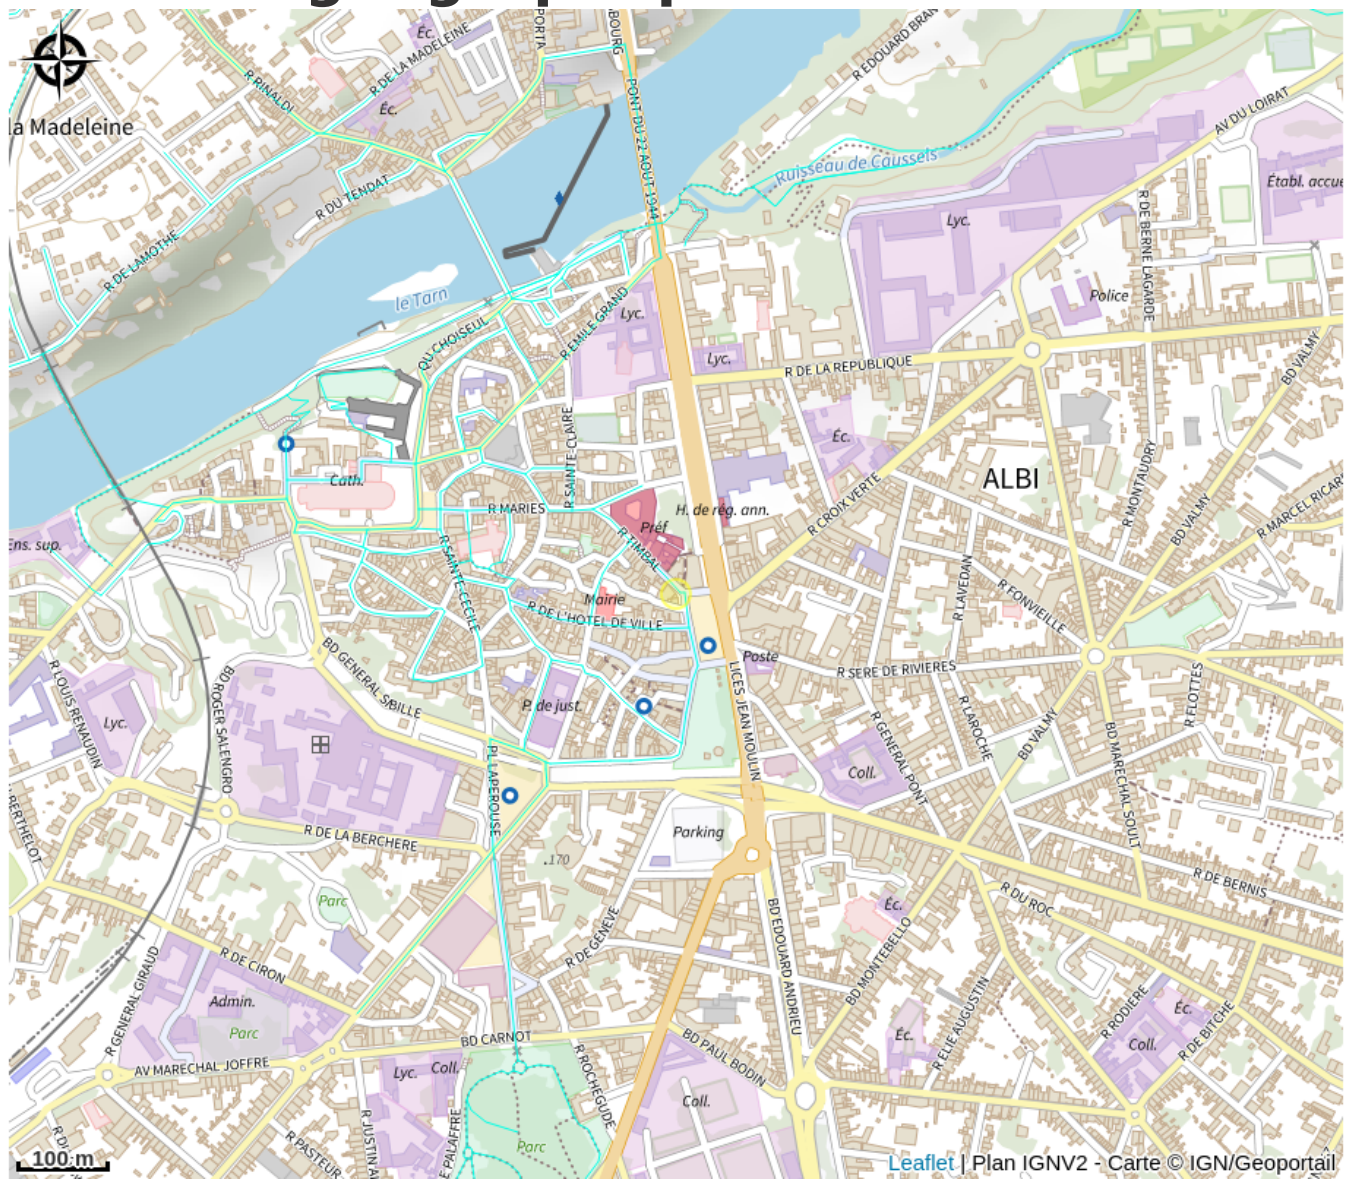 Éc.
R DE LA MADELEINE
R RINALDI
Éc.
la Madeleine
PORTA
PONT DU 22 AOUT 1944
R EDOUARD BRAN
AV DU LOIRAT
Ruisseau de Caussels
Établ. accue
Lyc.
R DU TENDAT
R DE LAMOTHE
R DE BERNE LAGARDE
Police
le Tarn
QU CHOISEUL
R EMILE GRAND
Lyc.
Lyc.
R DE LA REPUBLIQUE
BD VALMY
Éc.
R SAINTE-CLAIRE
ALBI
R MONTAUDRY
Cath.
R MARIES
Préf
H. de rég. ann.
R CROIX VERTE
BD VALMY
R MARCEL RICARD
Ens. sup.
R TIMBAL
R SAINTE-CECILE
Mairie
R DE L'HOTEL DE VILLE
R LAVEDAN
R FONVIEILLE
Poste
R SERE DE RIVIERES
BD GENERAL SIBILLE
R LOUIS RENAUDIN
BD ROGER SALENGRO
Lyc.
P. de just.
LICES JEAN MOULIN
R GENERAL PONT
R LAROCHE
R FLOTTES
BD VALMY
BD MARECHAL SOULT
Coll.
PL LAPEROUSE
BERTHELOT
R DE LA BERCHERE
Parking
.170
R DE BERNIS
Parc
Éc.
R DU ROC
R DE GENEVE
BD EDOUARD ANDRIEU
BD MONTEBELLO
R DE CIRON
R GENERAL GIRAUD
Admin.
Parc
R ELIE AUGUSTIN
R RODIERE
Éc.
R DE BITCHE
Éc.
Coll.
BD CARNOT
BD PAUL BODIN
AV MARECHAL JOFFRE
Lyc.
Coll.
R ROCHEGUDE
Coll.
R JUSTIN A
E PALAFFRE
R PASTEUR
Parc
100 m
Leaflet | Plan IGNV2 - Carte © IGN/Geoportail